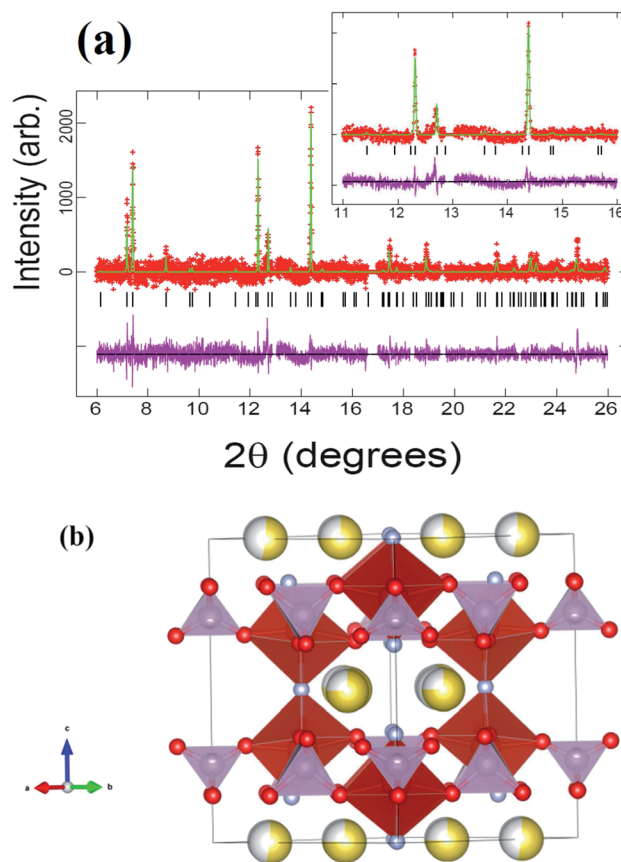 (a)
Intensity (arb.)
2000
1000
0
11 12 13 14 15 16
6 8 10 12 14 16 18 20 22 24 26
2θ (degrees)
(b)
c
a b